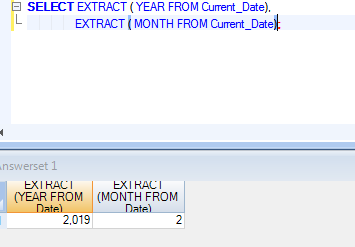 SELECT EXTRACT ( YEAR FROM Current_Date),
EXTRACT ( MONTH FROM Current_Date);
Answerset 1
EXTRACT EXTRACT
(YEAR FROM (MONTH FROM
Date) Date)
2,019 2